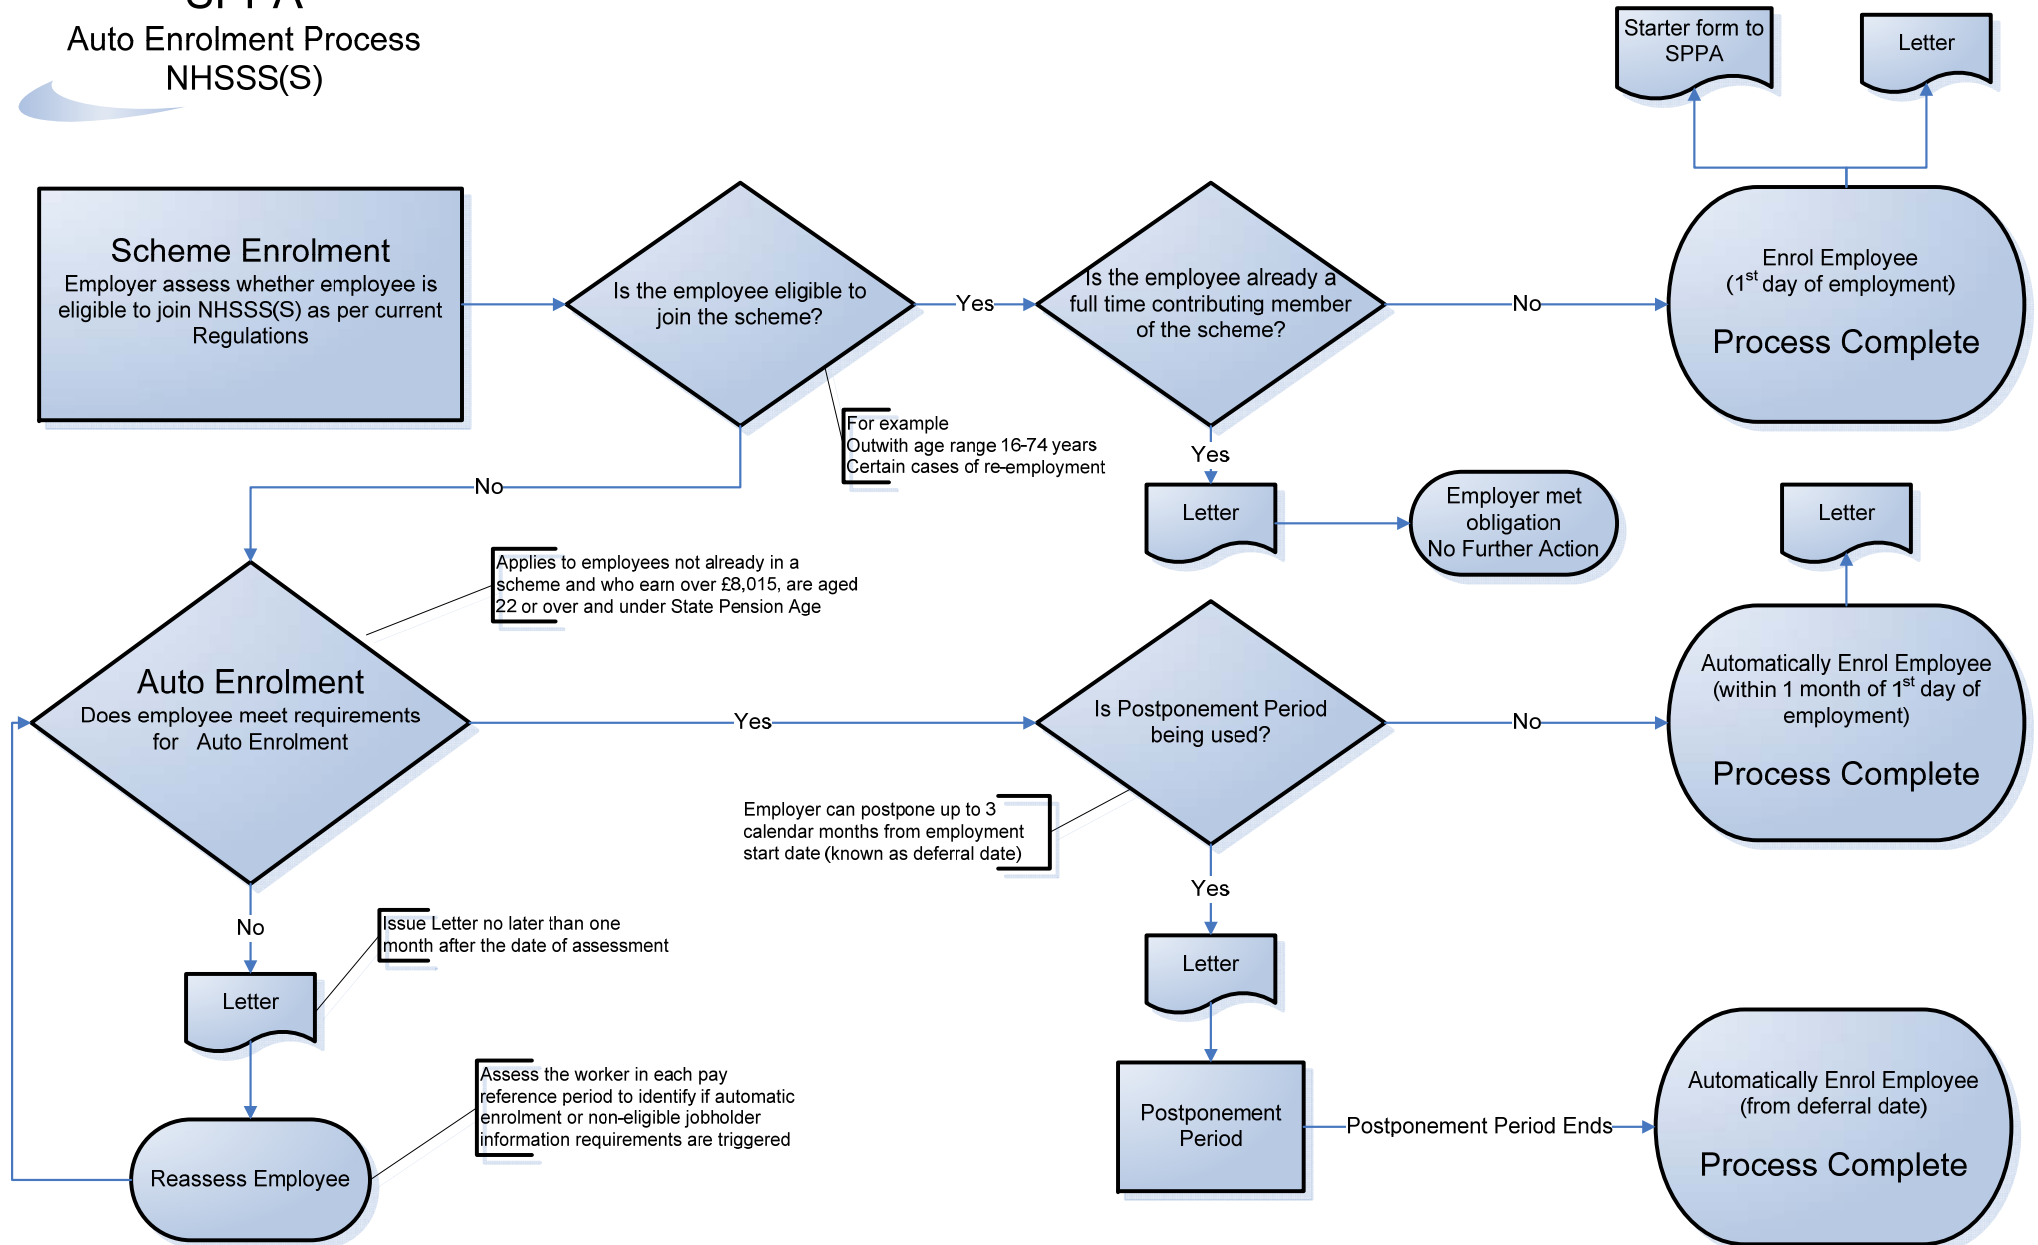 SPPA
Auto Enrolment Process
NHSSS(S)
Starter form to
SPPA
Letter
Scheme Enrolment
Employer assess whether employee is
eligible to join NHSSS(S) as per current
Regulations
Is the employee eligible to
join the scheme?
Yes
Is the employee already a
full time contributing member
of the scheme?
No
Enrol Employee
(1st day of employment)
Process Complete
For example
Outwith age range 16-74 years
Certain cases of re-employment
No
Yes
Letter
Employer met
obligation
No Further Action
Letter
Applies to employees not already in a
scheme and who earn over £8,015, are aged
22 or over and under State Pension Age
Auto Enrolment
Does employee meet requirements
for Auto Enrolment
Yes
Is Postponement Period
being used?
No
Automatically Enrol Employee
(within 1 month of 1st day of
employment)
Process Complete
Employer can postpone up to 3
calendar months from employment
start date (known as deferral date)
Yes
No
Issue Letter no later than one
month after the date of assessment
Letter
Letter
Assess the worker in each pay
reference period to identify if automatic
enrolment or non-eligible jobholder
information requirements are triggered
Reassess Employee
Postponement
Period
Postponement Period Ends
Automatically Enrol Employee
(from deferral date)
Process Complete